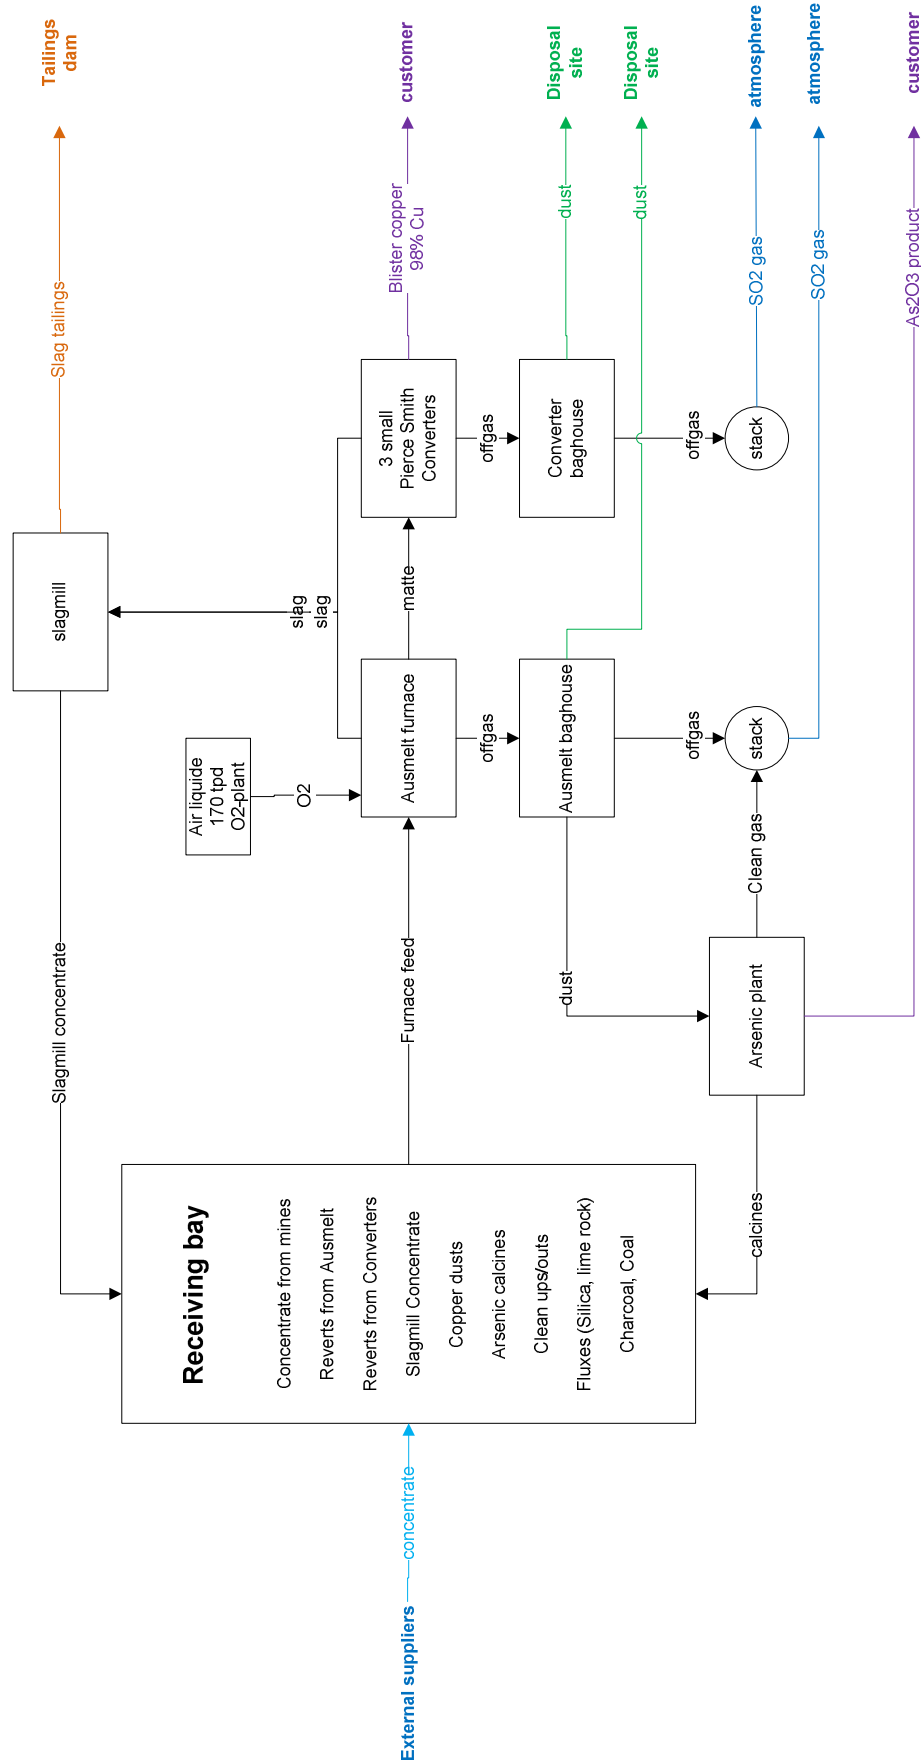 External suppliers
concentrate
Receiving bay
Concentrate from mines
Reverts from Ausmelt
Reverts from Converters
Slagmill Concentrate
Copper dusts
Arsenic calcines
Clean ups/outs
Fluxes (Silica, lime rock)
Charcoal, Coal
Slagmill concentrate
slagmill
Slag tailings
Tailings
dam
Air liquide
170 tpd
O2-plant
O2
slag
slag
Furnace feed
Ausmelt furnace
matte
3 small
Pierce Smith
Converters
Blister copper
98% Cu
customer
offgas
offgas
Ausmelt baghouse
Converter
baghouse
dust
Disposal
site
dust
Disposal
site
dust
offgas
offgas
calcines
Arsenic plant
Clean gas
stack
stack
SO2 gas
atmosphere
SO2 gas
atmosphere
As2O3 product
customer